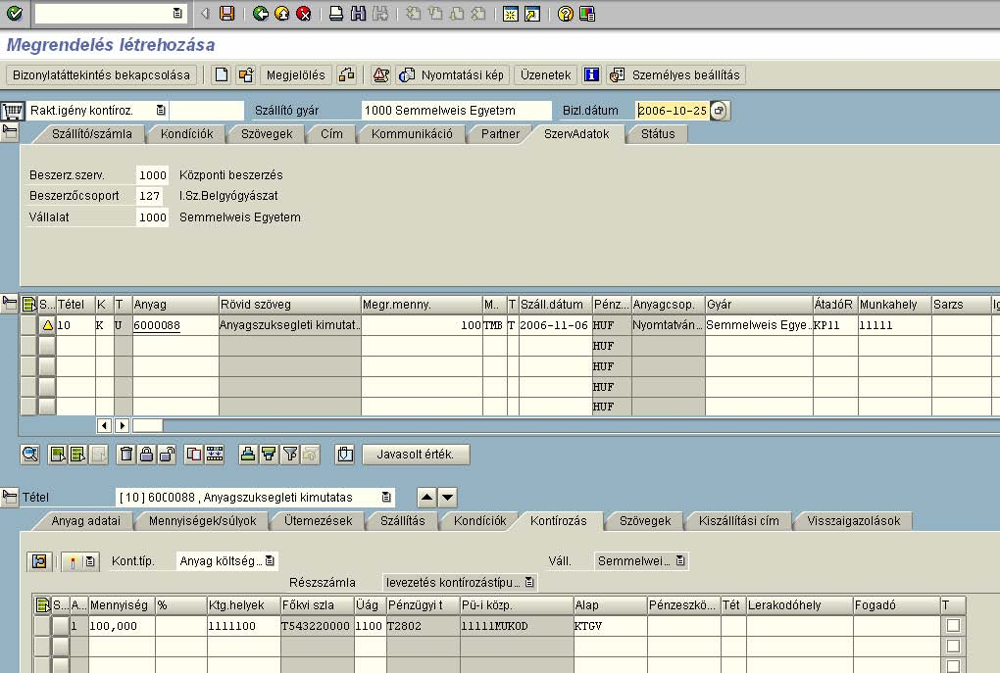 Megrendelés létrehozása
Bizonylatáttekintés bekapcsolása Megjelölés Nyomtatási kép Üzenetek Személyes beállítás
Rakt.igény kontíroz. Szállító gyár 1000 Semmelweis Egyetem Bizl.dátum 2006-10-25
Szállító/számla Kondíciók Szövegek Cím Kommunikáció Partner SzervAdatok Státus
Beszerz.szerv. 1000 Központi beszerzés
Beszerzőcsoport 127 I.Sz.Belgyógyászat
Vállalat 1000 Semmelweis Egyetem
S... Tétel K T Anyag Rövid szöveg Megr.menny. M.. T Száll.dátum Pénz... Anyagcsop. Gyár ÁtadóR Munkahely Sarzs
10 K U 6000088 Anyagszuksegleti kimutat.. 100 TMB T 2006-11-06 HUF Nyomtatván... Semmelweis Egye.. KP11 11111
HUF
HUF
HUF
HUF
Javasolt érték.
Tétel [ 10 ] 6000088 , Anyagszuksegleti kimutatas
Anyag adatai Mennyiségek/súlyok Ütemezések Szállítás Kondíciók Kontírozás Szövegek Kiszállítási cím Visszaigazolások
Kont.típ. Anyag költség... Váll. Semmelwei...
Részszámla levezetés kontírozástípu...
S... A... Mennyiség % Ktg.helyek Főkvi szla Üág Pénzügyi t Pü-i közp. Alap Pénzeszkö... Tét Lerakodóhely Fogadó T
1 100,000 1111100 T543220000 1100 T2802 11111MUKOD KTGV